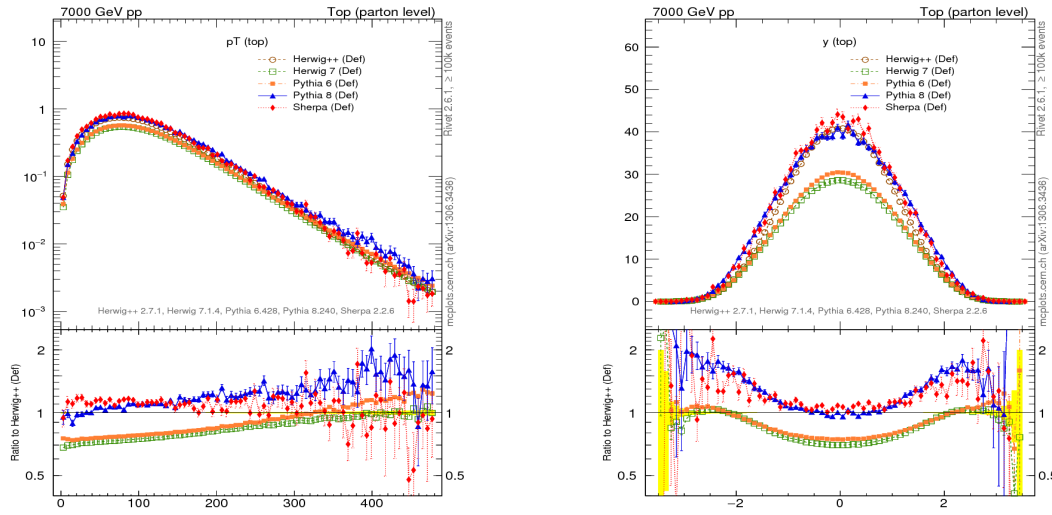 7000 GeV pp
Top (parton level)
pT (top)
Herwig++ (Def)
Herwig 7 (Def)
Pythia 6 (Def)
Pythia 8 (Def)
Sherpa (Def)
10
1
10⁻¹
10⁻²
10⁻³
Herwig++ 2.7.1, Herwig 7.1.4, Pythia 6.428, Pythia 8.240, Sherpa 2.2.6
Rivet 2.6.1, ≥ 100k events
mcplots.cern.ch (arXiv:1306.3436)
Ratio to Herwig++ (Def)
2
1
0.5
2
1
0.5
0
100
200
300
400
7000 GeV pp
Top (parton level)
y (top)
Herwig++ (Def)
Herwig 7 (Def)
Pythia 6 (Def)
Pythia 8 (Def)
Sherpa (Def)
60
50
40
30
20
10
0
Herwig++ 2.7.1, Herwig 7.1.4, Pythia 6.428, Pythia 8.240, Sherpa 2.2.6
Rivet 2.6.1, ≥ 100k events
mcplots.cern.ch (arXiv:1306.3436)
Ratio to Herwig++ (Def)
2
1
0.5
2
1
0.5
−2
0
2